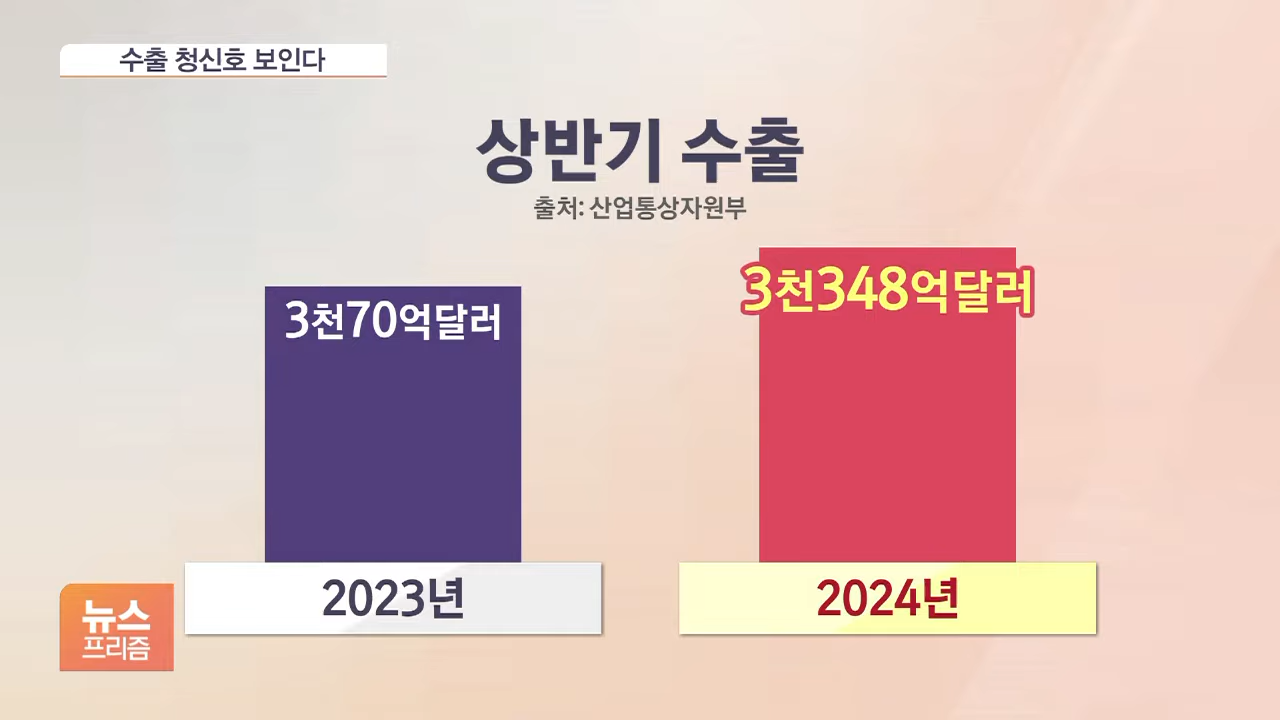 수출 청신호 보인다
상반기 수출
출처: 산업통상자원부
3천70억달러
3천348억달러
2023년
2024년
뉴스
프리즘